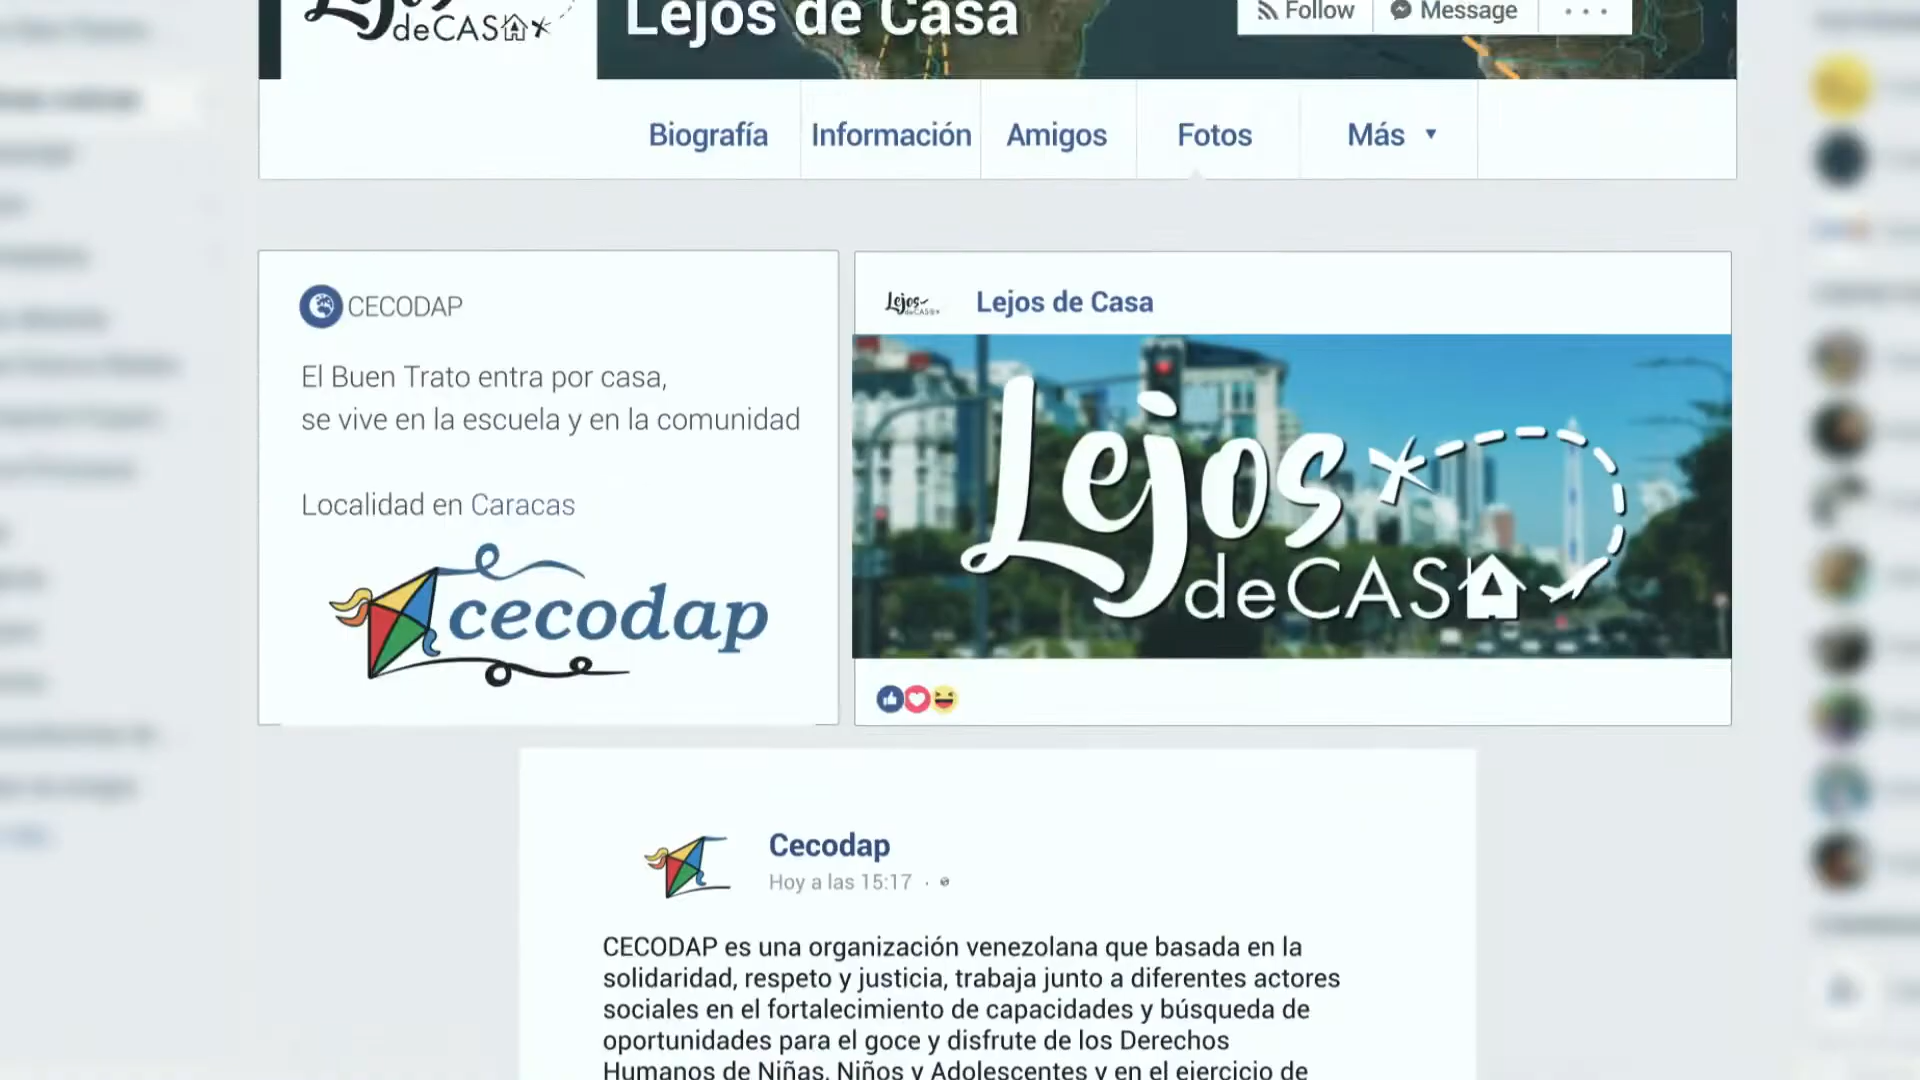 Lejos
deCASA
Lejos de Casa
Follow
Message
Biografía
Información
Amigos
Fotos
Más
CECODAP
El Buen Trato entra por casa,
se vive en la escuela y en la comunidad
Localidad en Caracas
cecodap
Lejos
deCASA
Lejos de Casa
Lejos
deCASA
Cecodap
Hoy a las 15:17
CECODAP es una organización venezolana que basada en la
solidaridad, respeto y justicia, trabaja junto a diferentes actores
sociales en el fortalecimiento de capacidades y búsqueda de
oportunidades para el goce y disfrute de los Derechos
Humanos de Niñas, Niños y Adolescentes y en el ejercicio de